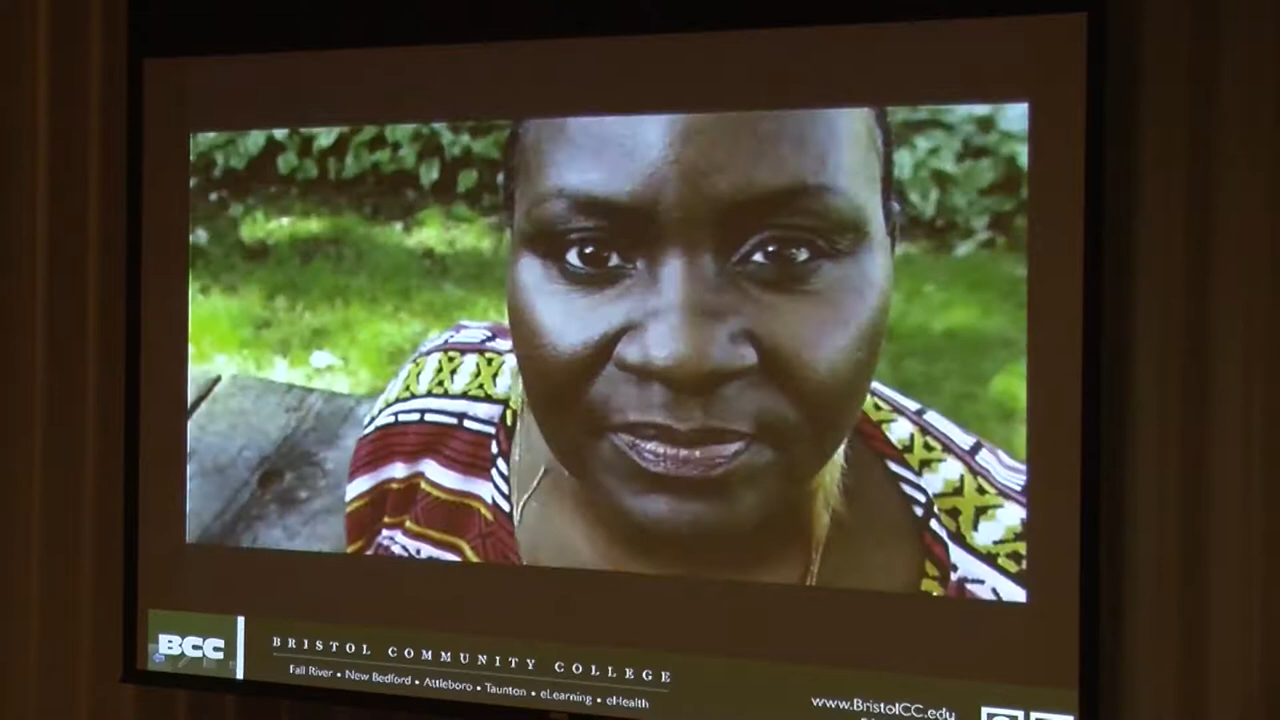 BCC
BRISTOL COMMUNITY COLLEGE
Fall River • New Bedford • Attleboro • Taunton • eLearning • eHealth
www.BristolCC.edu